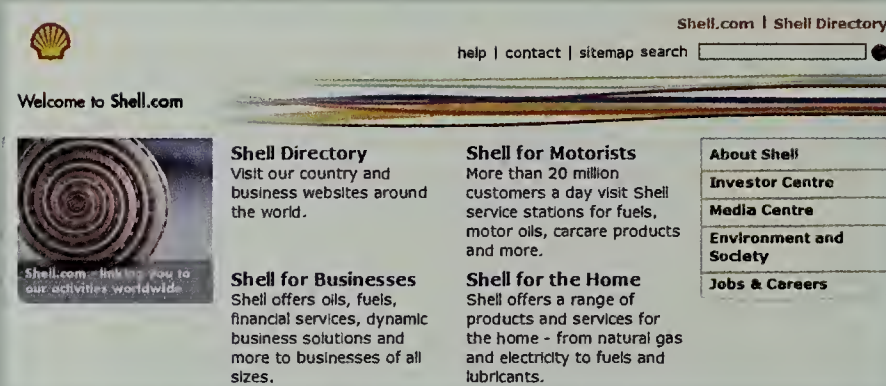 Shell.com | Shell Directory
help | contact | sitemap search
Welcome to Shell.com
Shell.com - linking you to
our activities worldwide
Shell Directory
Visit our country and
business websites around
the world.
Shell for Businesses
Shell offers oils, fuels,
financial services, dynamic
business solutions and
more to businesses of all
sizes.
Shell for Motorists
More than 20 million
customers a day visit Shell
service stations for fuels,
motor oils, carcare products
and more.
Shell for the Home
Shell offers a range of
products and services for
the home - from natural gas
and electricity to fuels and
lubricants.
About Shell
Investor Centre
Media Centre
Environment and
Society
Jobs & Careers